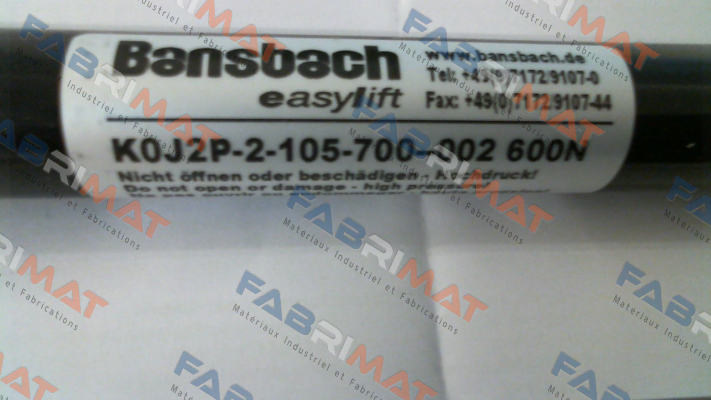 Bansbach
easylift
www.bansbach.de
Tel: +49(0)7172/9107-0
Fax: +49(0)7172/9107-44
K0J2P-2-105-700--002 600N
Nicht öffnen oder beschädigen - Hochdruck!
Do not open or damage - high pressure!
FABRIMAT
Matériaux Industriel et Fabrications